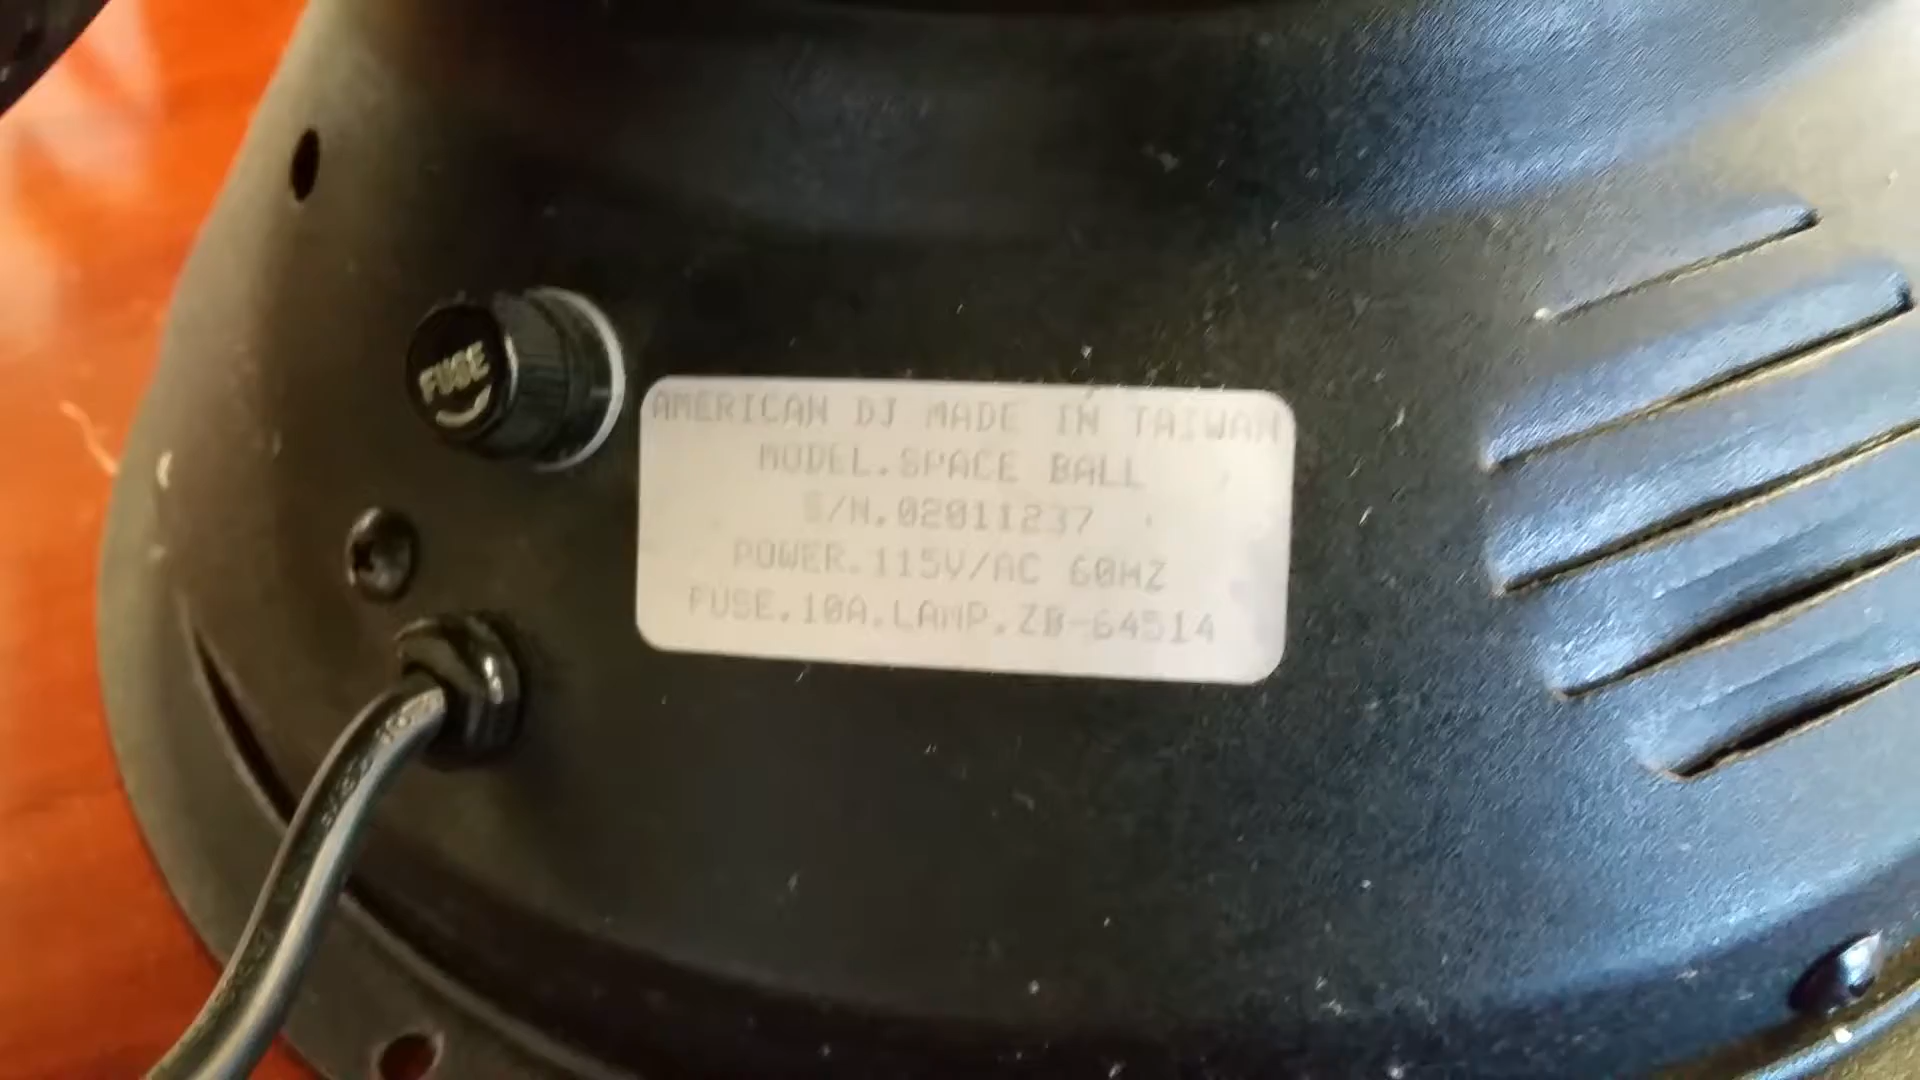 FUSE
AMERICAN DJ MADE IN TAIWAN
MODEL.SPACE BALL
S/N.02011237
POWER.115V/AC 60HZ
FUSE.10A.LAMP.ZB-64514